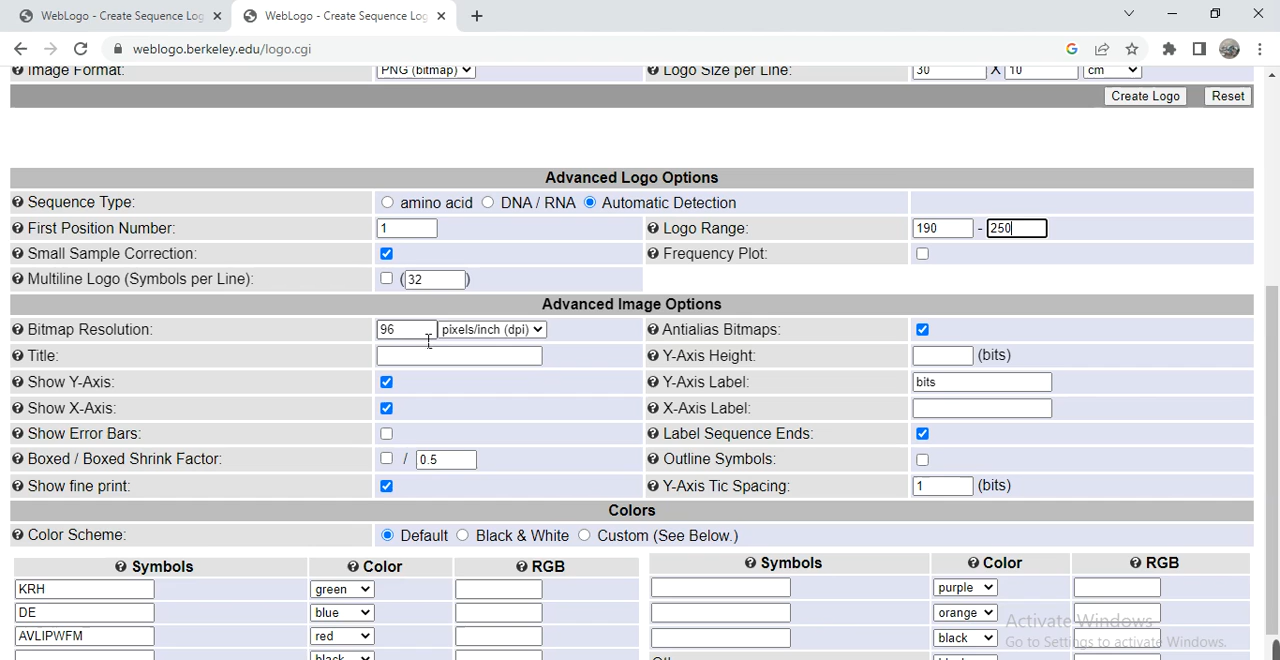 WebLogo - Create Sequence Log
WebLogo - Create Sequence Log
weblogo.berkeley.edu/logo.cgi
Image Format: PNG (bitmap) Logo Size per Line: 30 X 10 cm
Create Logo Reset
Advanced Logo Options
Sequence Type: amino acid DNA / RNA Automatic Detection
First Position Number: 1 Logo Range: 190 - 250
Small Sample Correction: Frequency Plot:
Multiline Logo (Symbols per Line): (32)
Advanced Image Options
Bitmap Resolution: 96 pixels/inch (dpi) Antialias Bitmaps:
Title: Y-Axis Height: (bits)
Show Y-Axis: Y-Axis Label: bits
Show X-Axis: X-Axis Label:
Show Error Bars: Label Sequence Ends:
Boxed / Boxed Shrink Factor: / 0.5 Outline Symbols:
Show fine print: Y-Axis Tic Spacing: 1 (bits)
Colors
Color Scheme: Default Black & White Custom (See Below.)
Symbols Color RGB Symbols Color RGB
KRH green purple
DE blue orange
AVLIPWFM red black
Activate Windows
Go to Settings to activate Windows.